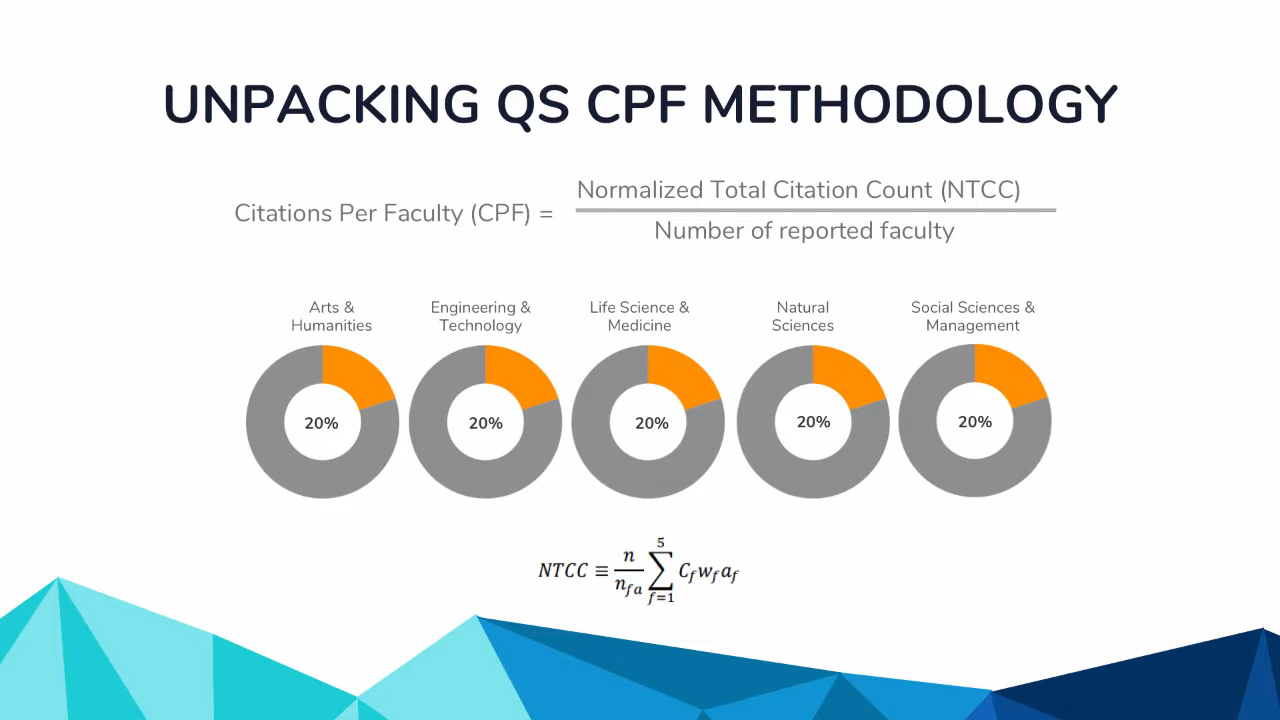 UNPACKING QS CPF METHODOLOGY
Citations Per Faculty (CPF) =
Normalized Total Citation Count (NTCC)
Number of reported faculty
Arts &
Humanities
Engineering &
Technology
Life Science &
Medicine
Natural
Sciences
Social Sciences &
Management
20%
20%
20%
20%
20%
NTCC ≡ n/n_{fa} ∑_{f=1}^{5} C_f w_f a_f